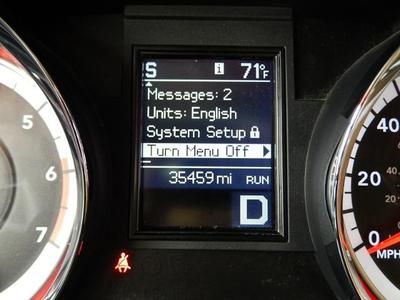 S i 71°F
Messages: 2
Units: English
System Setup
Turn Menu Off
35459 mi RUN
D
5
6
7
40
20
0
MPH